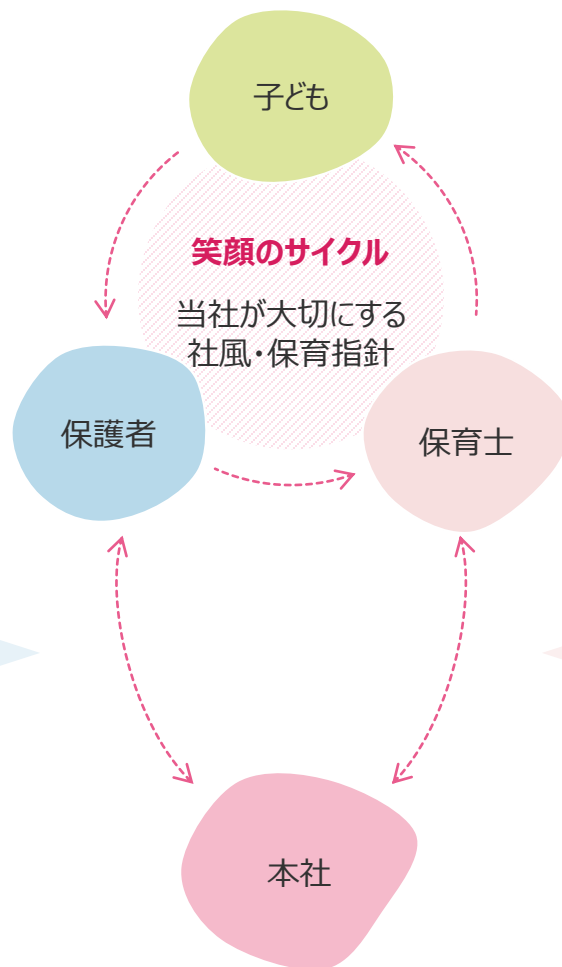 子ども
笑顔のサイクル
当社が大切にする
社風・保育指針
保護者
保育士
本社